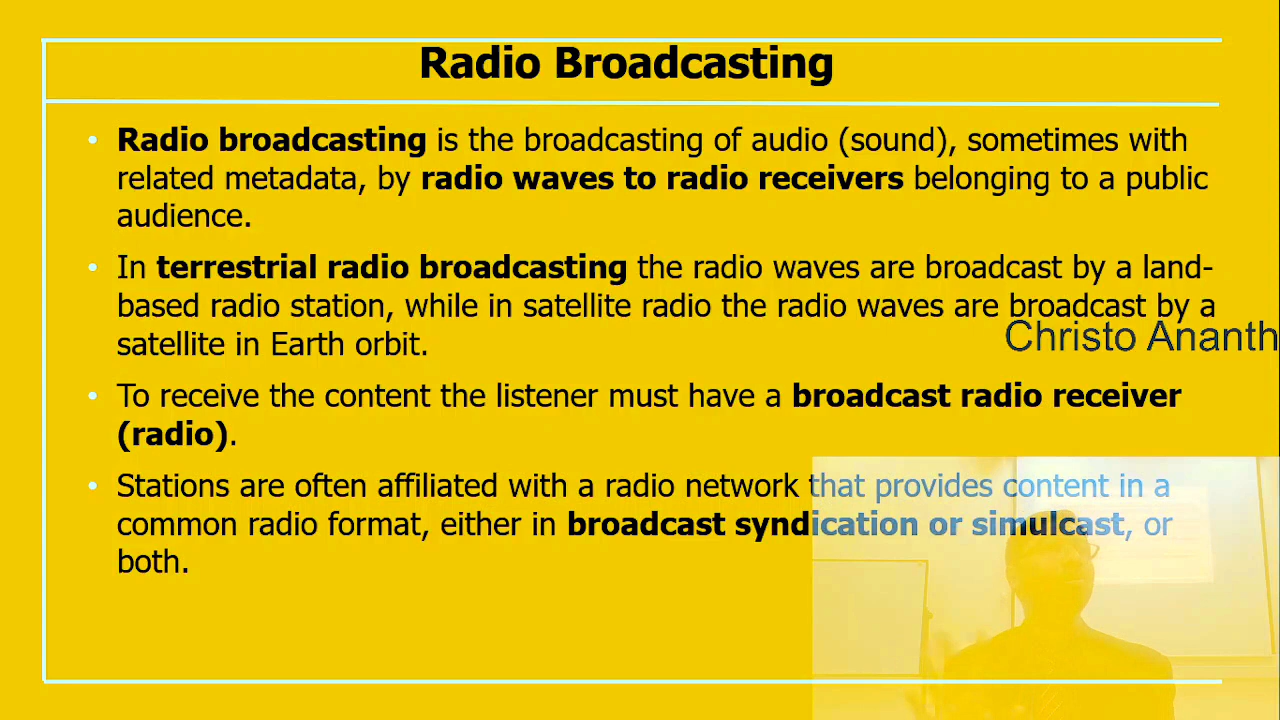 Radio Broadcasting
• Radio broadcasting is the broadcasting of audio (sound), sometimes with
related metadata, by radio waves to radio receivers belonging to a public
audience.
• In terrestrial radio broadcasting the radio waves are broadcast by a land-
based radio station, while in satellite radio the radio waves are broadcast by a
Christo Ananth
satellite in Earth orbit.
• To receive the content the listener must have a broadcast radio receiver
(radio).
• Stations are often affiliated with a radio network that provides content in a
common radio format, either in broadcast syndication or simulcast, or
both.